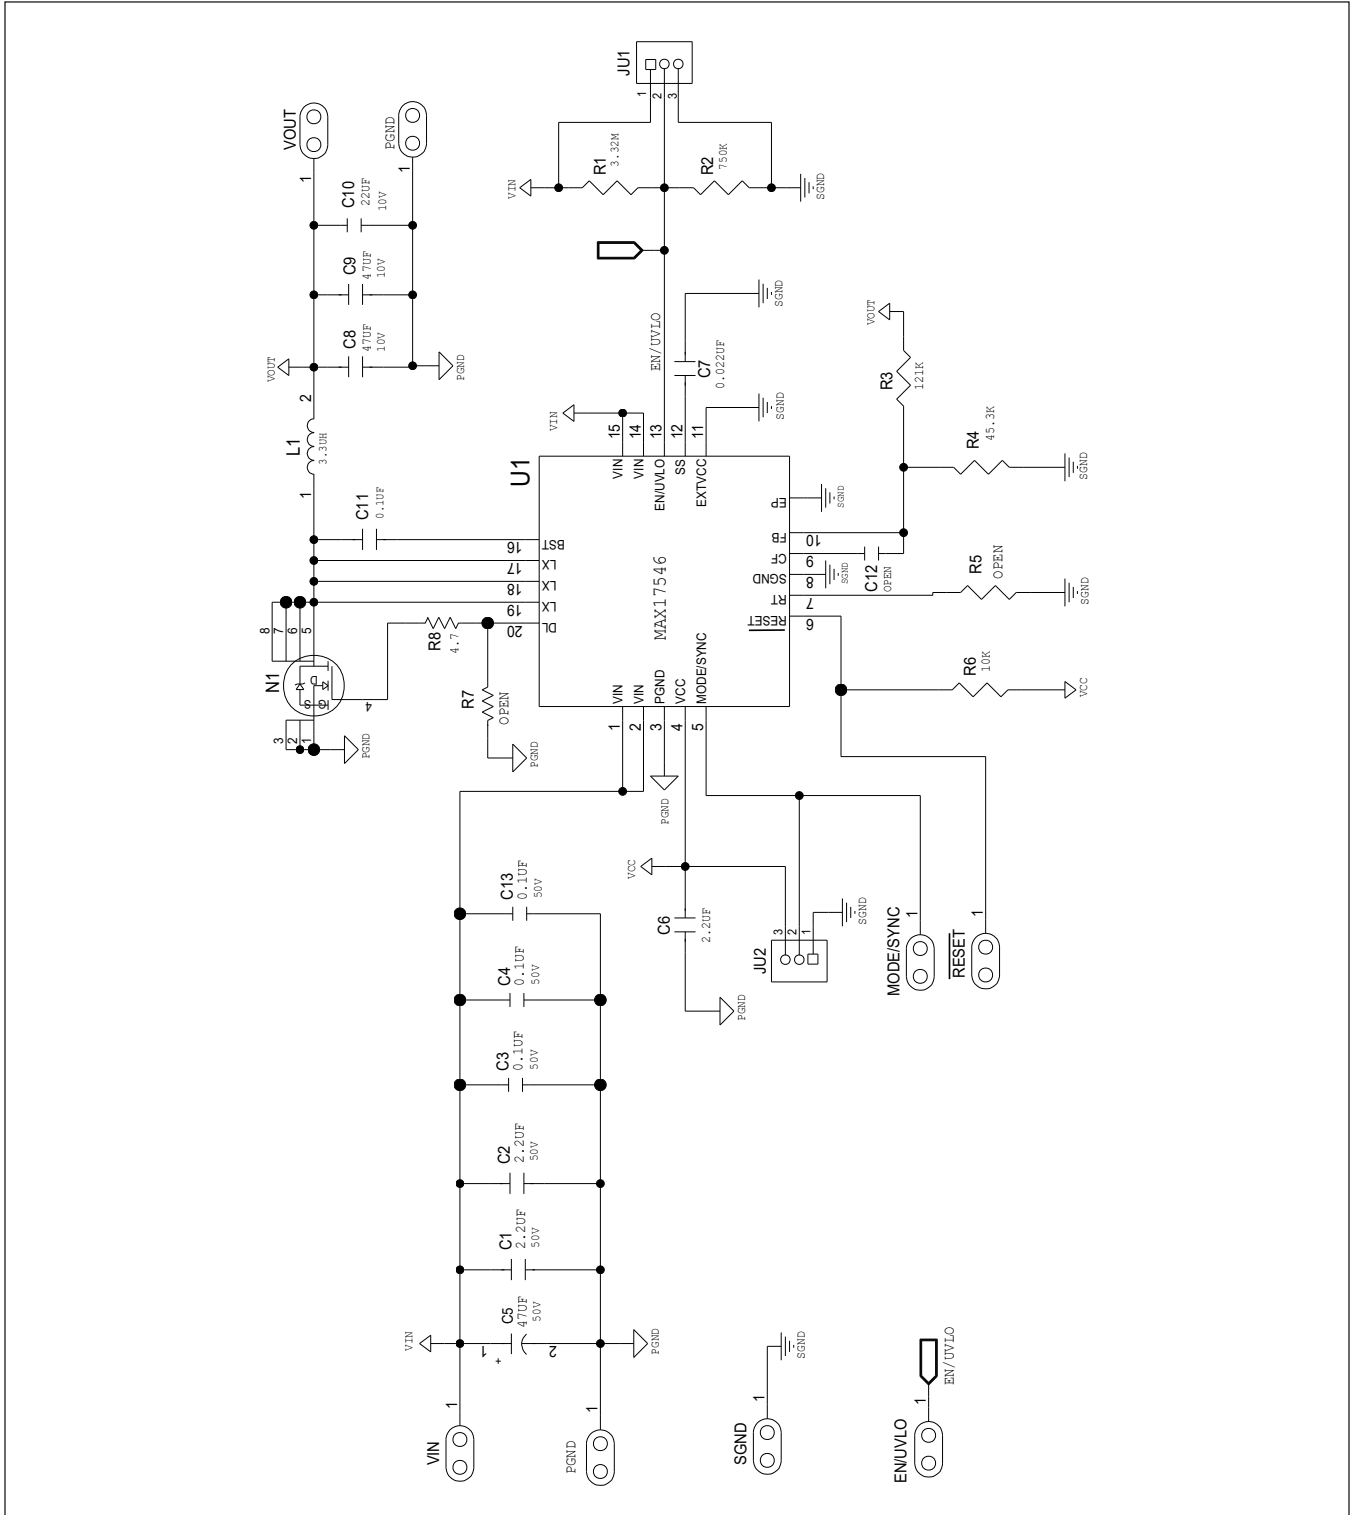 JU1
1
2
3
VOUT
1
PGND
1
C10
22UF
10V
C9
47UF
10V
C8
47UF
10V
VOUT
PGND
VIN
R1
3.32M
R2
750K
SGND
EN/UVLO
C7
0.022UF
SGND
SGND
VIN
2
L1
3.3UH
1
C11
0.1UF
VOUT
R3
121K
R4
45.3K
SGND
U1
MAX17546
15
VIN
14
VIN
13
EN/UVLO
12
SS
11
EXTVCC
16
BST
17
LX
18
LX
19
LX
20
DL
EP
SGND
10
FB
9
CF
8
SGND
SGND
7
RT
6
RESET
C12
OPEN
R5
OPEN
SGND
1
VIN
2
VIN
3
PGND
4
VCC
5
MODE/SYNC
N1
8
7
6
5
D
G
S
4
3
2
1
PGND
R8
4.7
R7
OPEN
PGND
R6
10K
VCC
PGND
VCC
C6
2.2UF
PGND
JU2
3
2
1
SGND
MODE/SYNC
1
RESET
1
C13
0.1UF
50V
C4
0.1UF
50V
C3
0.1UF
50V
C2
2.2UF
50V
C1
2.2UF
50V
C5
47UF
50V
1
+
2
VIN
PGND
VIN
1
PGND
1
SGND
1
SGND
EN/UVLO
1
EN/UVLO